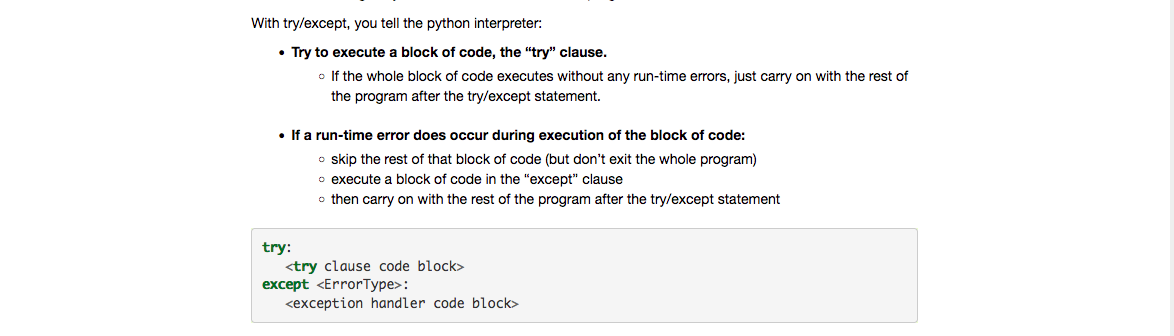 With try/except, you tell the python interpreter:
• Try to execute a block of code, the “try” clause.
◦ If the whole block of code executes without any run-time errors, just carry on with the rest of
the program after the try/except statement.
• If a run-time error does occur during execution of the block of code:
◦ skip the rest of that block of code (but don’t exit the whole program)
◦ execute a block of code in the “except” clause
◦ then carry on with the rest of the program after the try/except statement
try:
   <try clause code block>
except <ErrorType>:
   <exception handler code block>